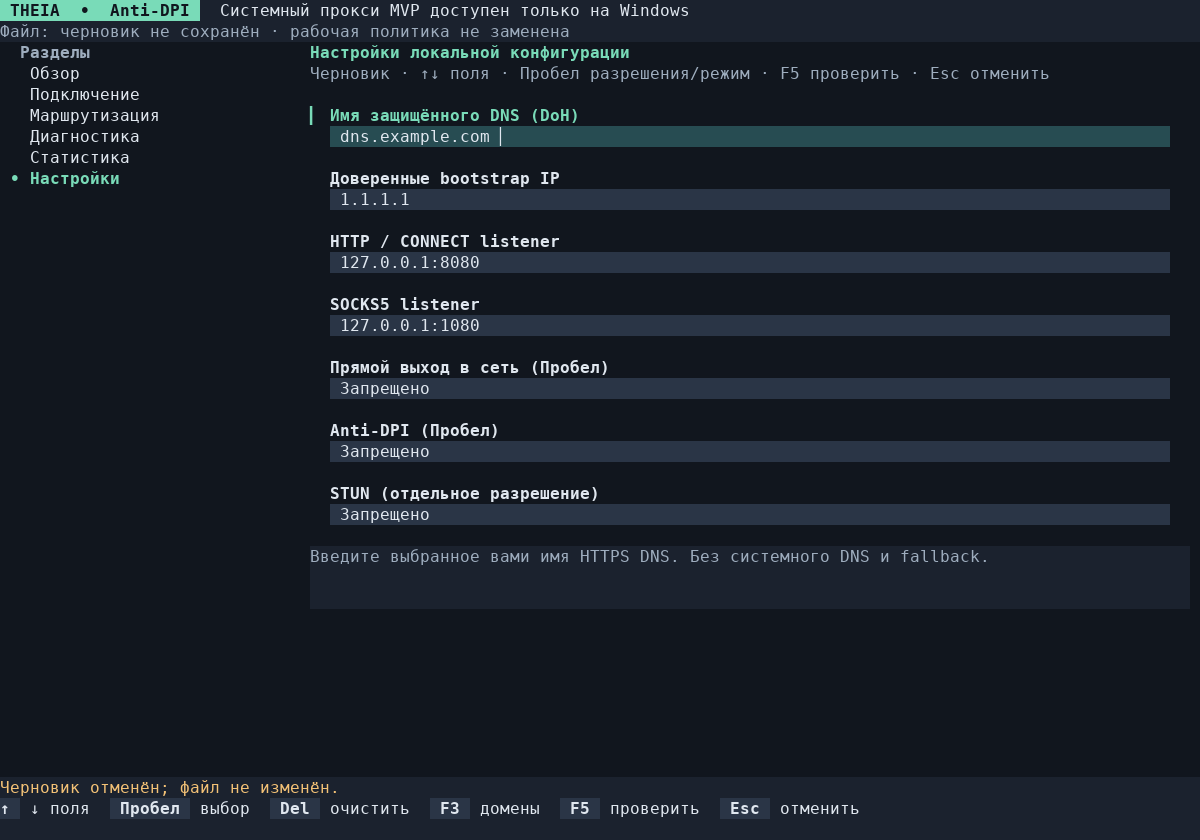 THEIA • Anti-DPI Системный прокси MVP доступен только на Windows
Файл: черновик не сохранён · рабочая политика не заменена
Разделы
Обзор
Подключение
Маршрутизация
Диагностика
Статистика
• Настройки
Настройки локальной конфигурации
Черновик · ↑↓ поля · Пробел разрешения/режим · F5 проверить · Esc отменить
Имя защищённого DNS (DoH)
dns.example.com
Доверенные bootstrap IP
1.1.1.1
HTTP / CONNECT listener
127.0.0.1:8080
SOCKS5 listener
127.0.0.1:1080
Прямой выход в сеть (Пробел)
Запрещено
Anti-DPI (Пробел)
Запрещено
STUN (отдельное разрешение)
Запрещено
Введите выбранное вами имя HTTPS DNS. Без системного DNS и fallback.
Черновик отменён; файл не изменён.
↑ ↓ поля Пробел выбор Del очистить F3 домены F5 проверить Esc отменить